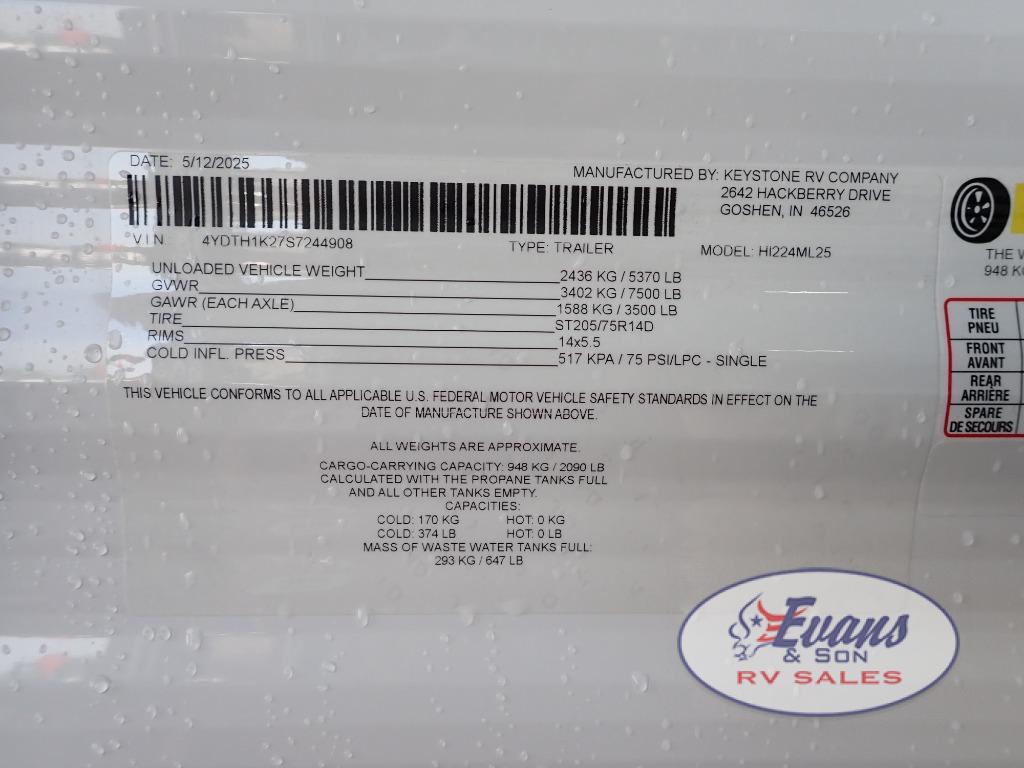 DATE: 5/12/2025
MANUFACTURED BY: KEYSTONE RV COMPANY
2642 HACKBERRY DRIVE
GOSHEN, IN 46526
VIN 4YDTH1K27S7244908 TYPE: TRAILER MODEL: HI224ML25
UNLOADED VEHICLE WEIGHT 2436 KG / 5370 LB
GVWR 3402 KG / 7500 LB
GAWR (EACH AXLE) 1588 KG / 3500 LB
TIRE ST205/75R14D
RIMS 14x5.5
COLD INFL. PRESS 517 KPA / 75 PSI/LPC - SINGLE
THIS VEHICLE CONFORMS TO ALL APPLICABLE U.S. FEDERAL MOTOR VEHICLE SAFETY STANDARDS IN EFFECT ON THE
DATE OF MANUFACTURE SHOWN ABOVE.
ALL WEIGHTS ARE APPROXIMATE.
CARGO-CARRYING CAPACITY: 948 KG / 2090 LB
CALCULATED WITH THE PROPANE TANKS FULL
AND ALL OTHER TANKS EMPTY.
CAPACITIES:
COLD: 170 KG HOT: 0 KG
COLD: 374 LB HOT: 0 LB
MASS OF WASTE WATER TANKS FULL:
293 KG / 647 LB
THE
948
TIRE
PNEU
FRONT
AVANT
REAR
ARRIÈRE
SPARE
DE SECOURS
Evans
& SON
RV SALES